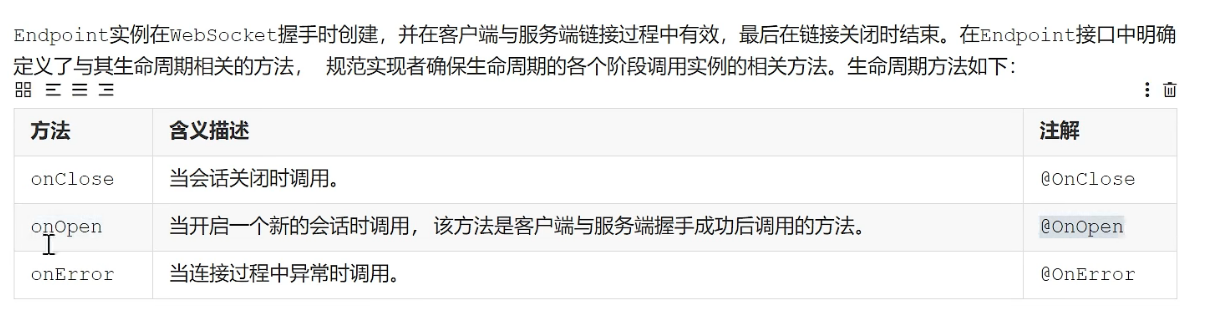 Endpoint实例在WebSocket握手时创建，并在客户端与服务端链接过程中有效，最后在链接关闭时结束。在Endpoint接口中明确
定义了与其生命周期相关的方法， 规范实现者确保生命周期的各个阶段调用实例的相关方法。生命周期方法如下：
方法 含义描述 注解
onClose 当会话关闭时调用。 @OnClose
onOpen 当开启一个新的会话时调用， 该方法是客户端与服务端握手成功后调用的方法。 @OnOpen
onError 当连接过程中异常时调用。 @OnError